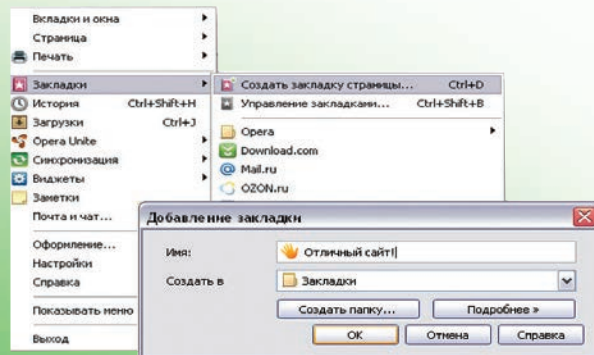 Вкладки и окна
Страница
Печать
Закладки
История Ctrl+Shift+H
Загрузки Ctrl+J
Opera Unite
Синхронизация
Виджеты
Заметки
Почта и чат...
Оформление...
Настройки
Справка
Показывать меню
Выход
Создать закладку страницы... Ctrl+D
Управление закладками... Ctrl+Shift+B
Opera
Download.com
Mail.ru
OZON.ru
Добавление закладки
Имя: Отличный сайт!
Создать в Закладки
Создать папку... Подробнее »
OK Отмена Справка